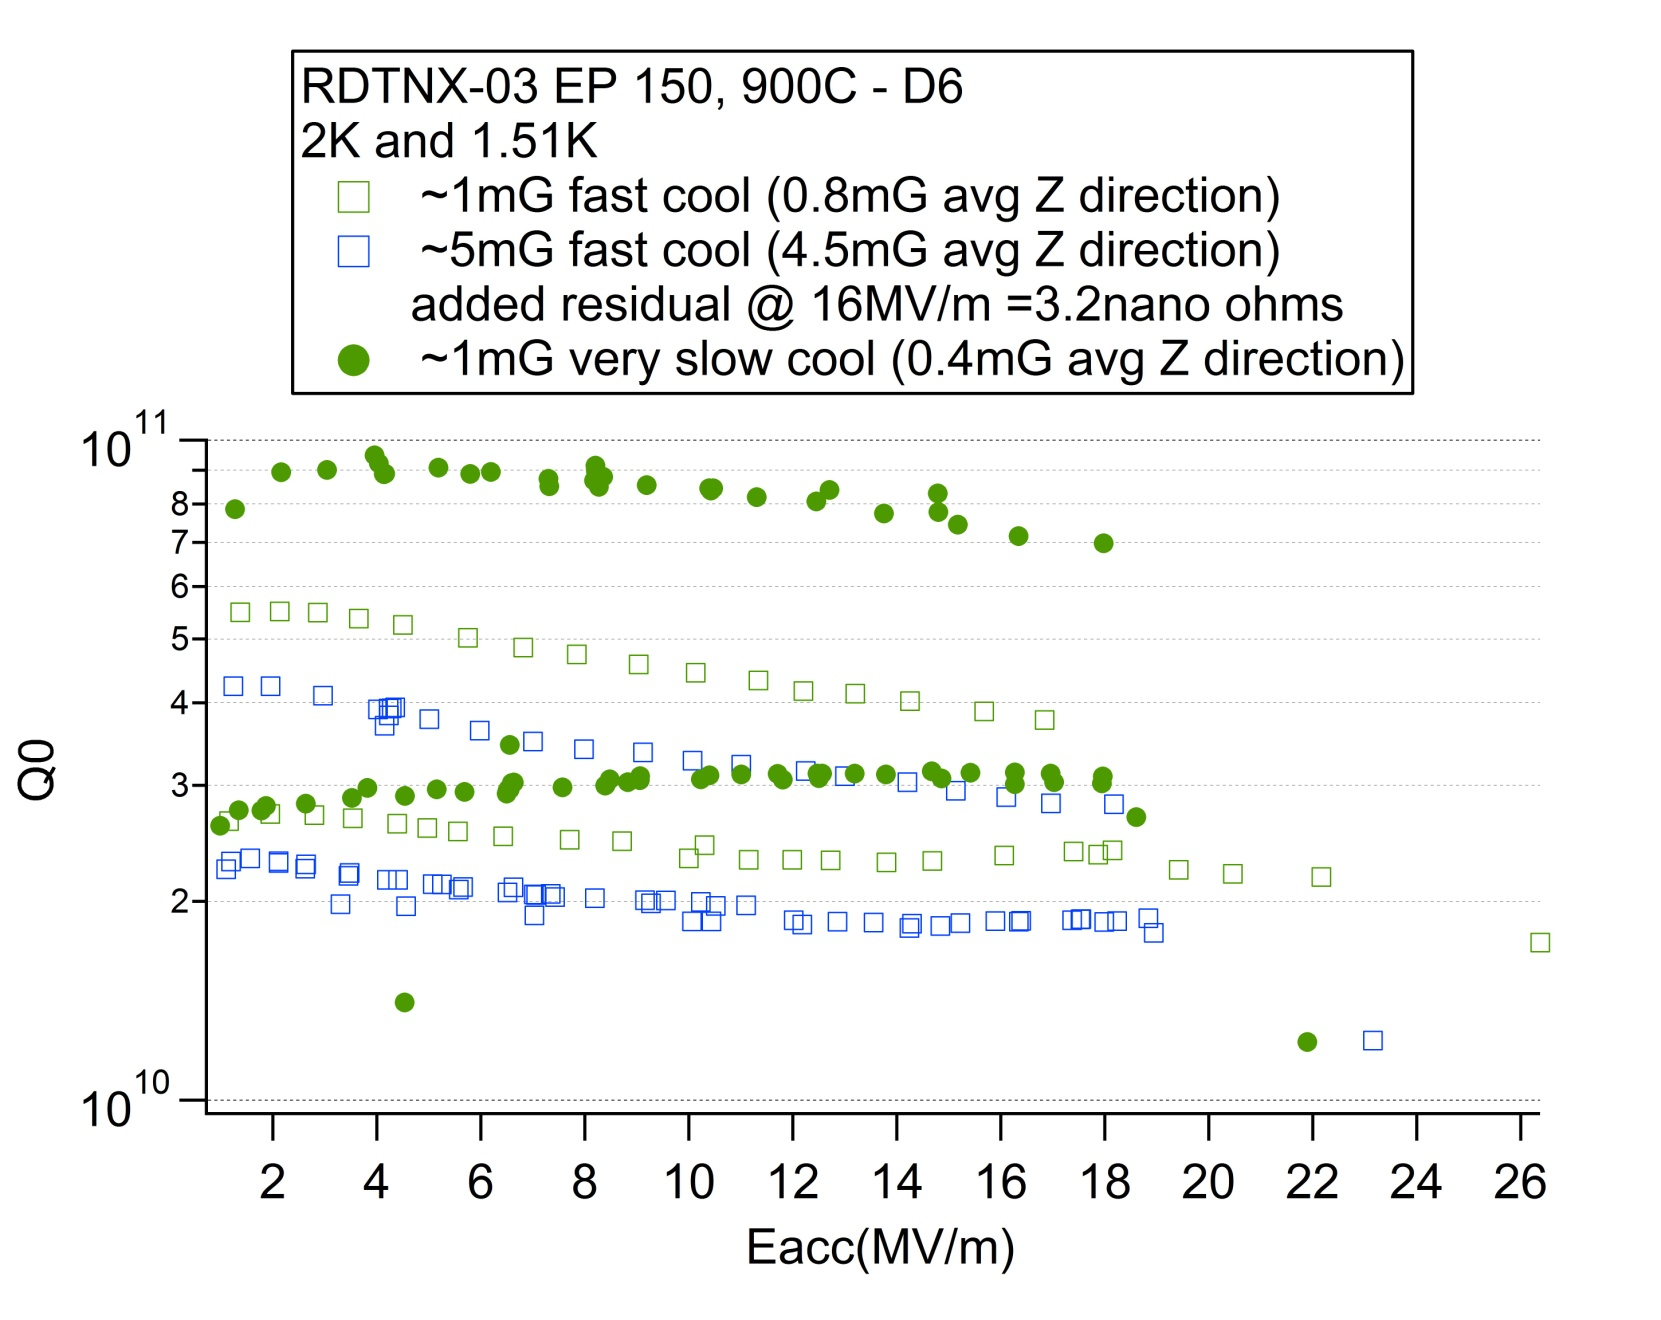 RDTNX-03 EP 150, 900C - D6
2K and 1.51K
~1mG fast cool (0.8mG avg Z direction)
~5mG fast cool (4.5mG avg Z direction)
added residual @ 16MV/m =3.2nano ohms
~1mG very slow cool (0.4mG avg Z direction)
10^11
8
7
6
5
4
3
2
10^10
Q0
2 4 6 8 10 12 14 16 18 20 22 24 26
Eacc(MV/m)